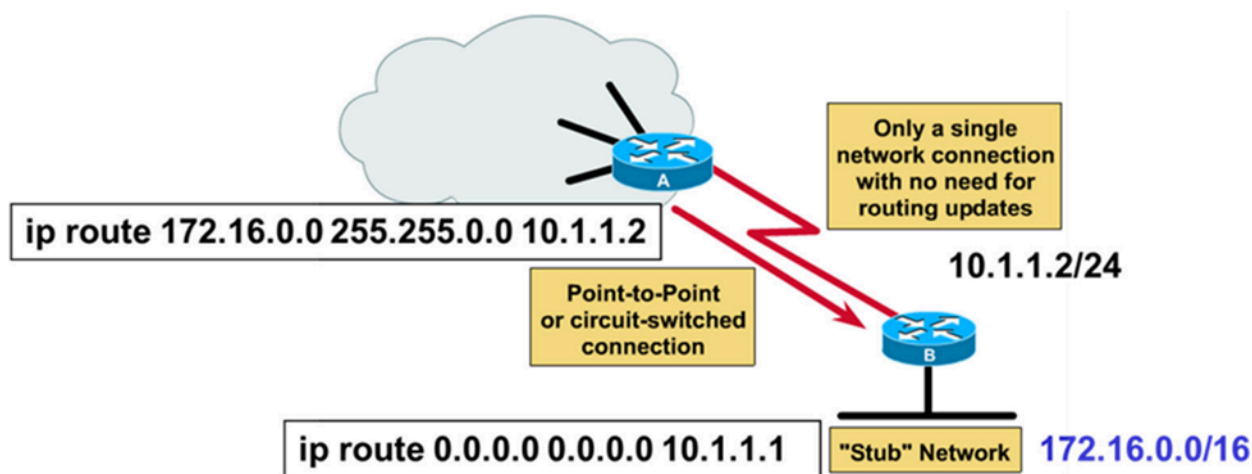 A
Only a single
network connection
with no need for
routing updates
ip route 172.16.0.0 255.255.0.0 10.1.1.2
10.1.1.2/24
Point-to-Point
or circuit-switched
connection
B
ip route 0.0.0.0 0.0.0.0 10.1.1.1
"Stub" Network
172.16.0.0/16